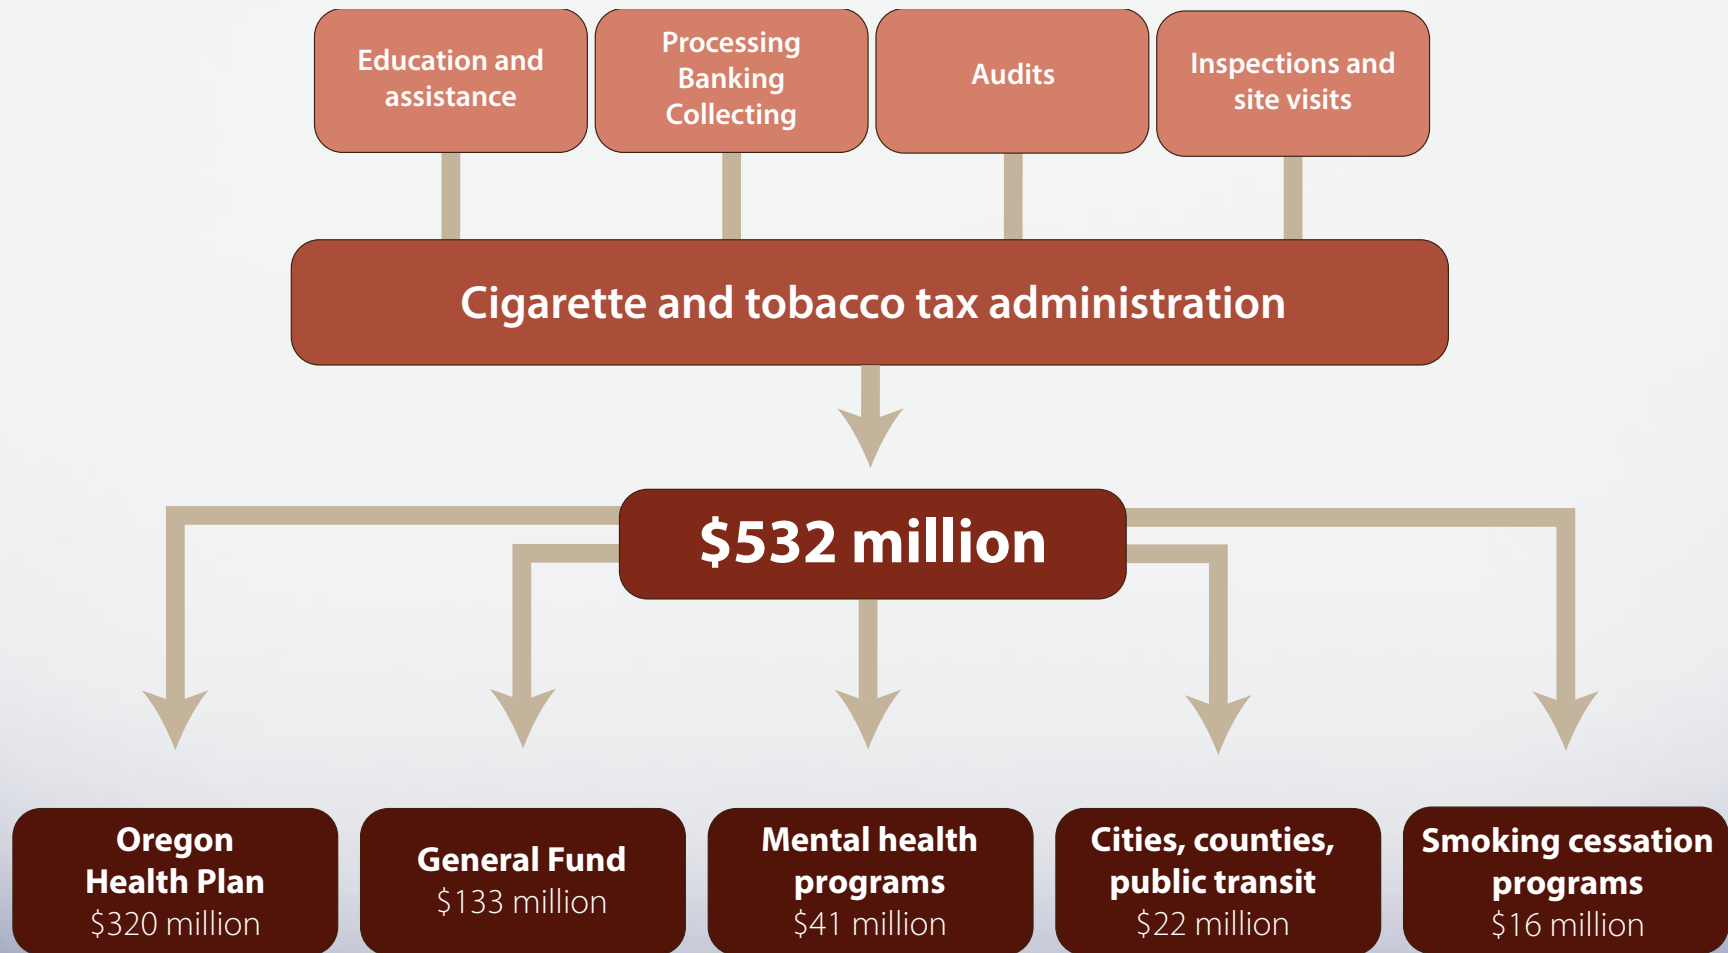 Education and
assistance
Processing
Banking
Collecting
Audits
Inspections and
site visits
Cigarette and tobacco tax administration
$532 million
Oregon
Health Plan
$320 million
General Fund
$133 million
Mental health
programs
$41 million
Cities, counties,
public transit
$22 million
Smoking cessation
programs
$16 million